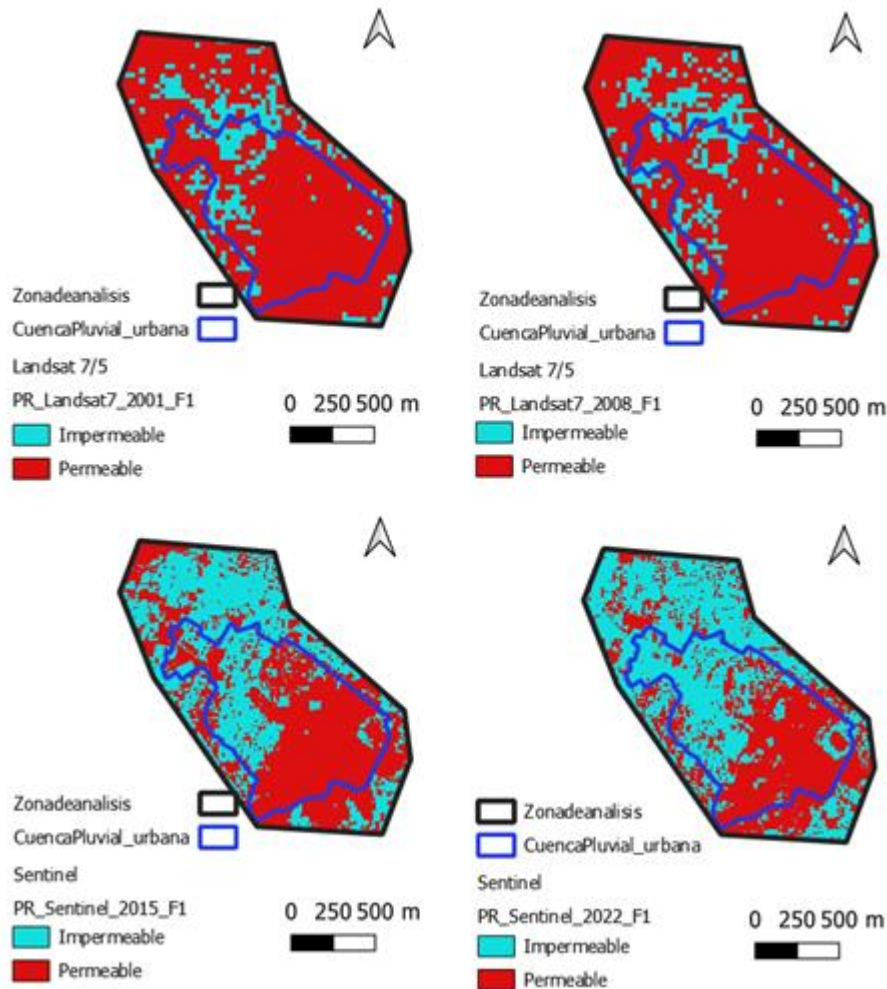 Zonadeanalisis
CuencaPluvial_urbana
Landsat 7/5
PR_Landsat7_2001_F1
Impermeable
Permeable
0 250 500 m
Zonadeanalisis
CuencaPluvial_urbana
Landsat 7/5
PR_Landsat7_2008_F1
Impermeable
Permeable
0 250 500 m
Zonadeanalisis
CuencaPluvial_urbana
Sentinel
PR_Sentinel_2015_F1
Impermeable
Permeable
0 250 500 m
Zonadeanalisis
CuencaPluvial_urbana
Sentinel
PR_Sentinel_2022_F1
Impermeable
Permeable
0 250 500 m